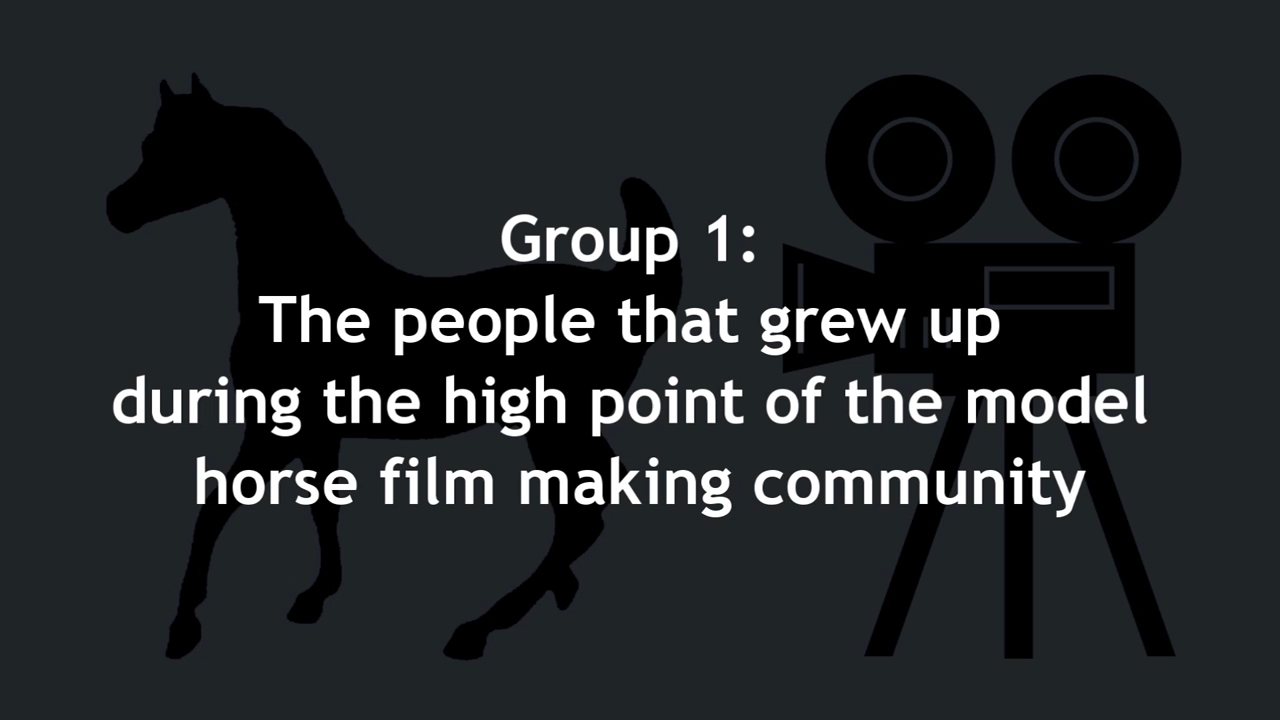 Group 1:
The people that grew up
during the high point of the model
horse film making community